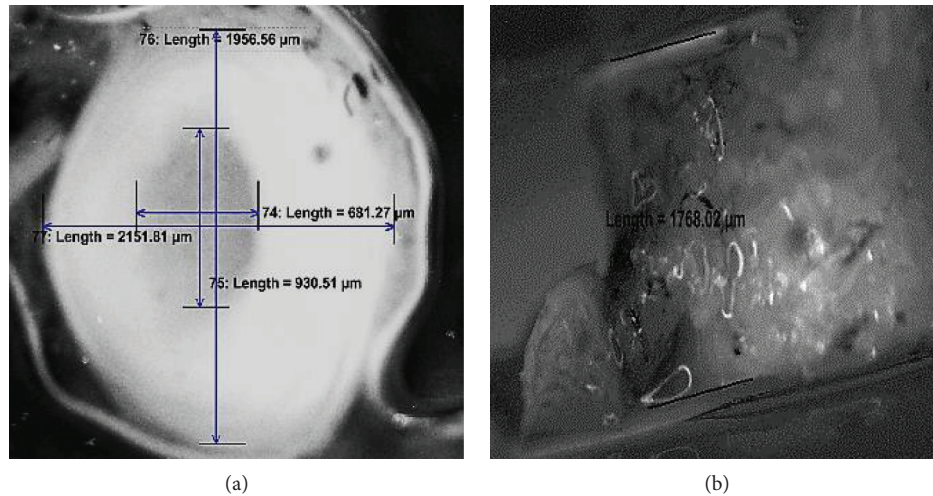 76: Length = 1956.56 µm
74: Length = 681.27 µm
77: Length = 2151.81 µm
75: Length = 930.51 µm
Length = 1768.02 µm
(a)
(b)